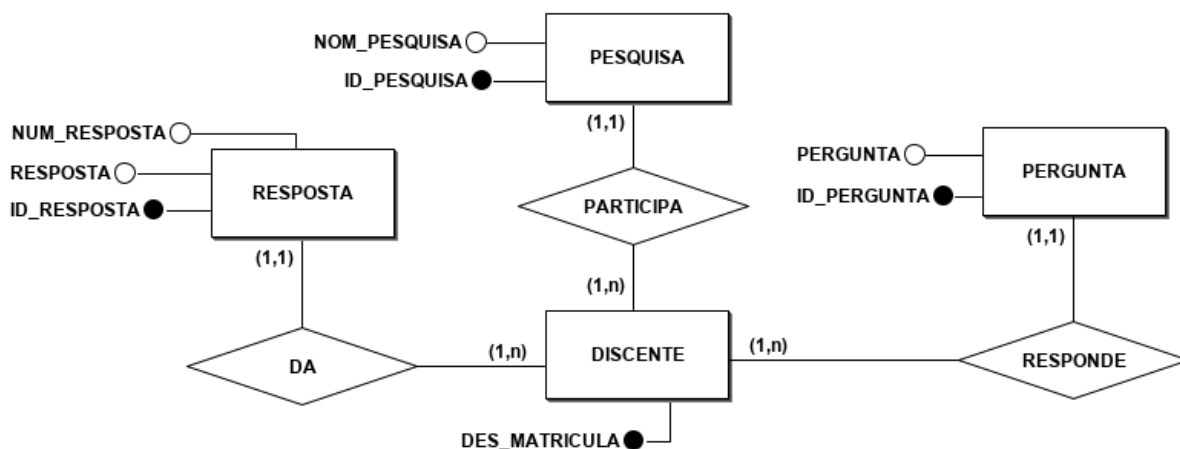 NOM_PESQUISA
PESQUISA
ID_PESQUISA
(1,1)
NUM_RESPOSTA
RESPOSTA
RESPOSTA
ID_RESPOSTA
(1,1)
PERGUNTA
PERGUNTA
ID_PERGUNTA
(1,1)
PARTICIPA
(1,n)
DA
(1,n)
DISCENTE
(1,n)
RESPONDE
DES_MATRICULA